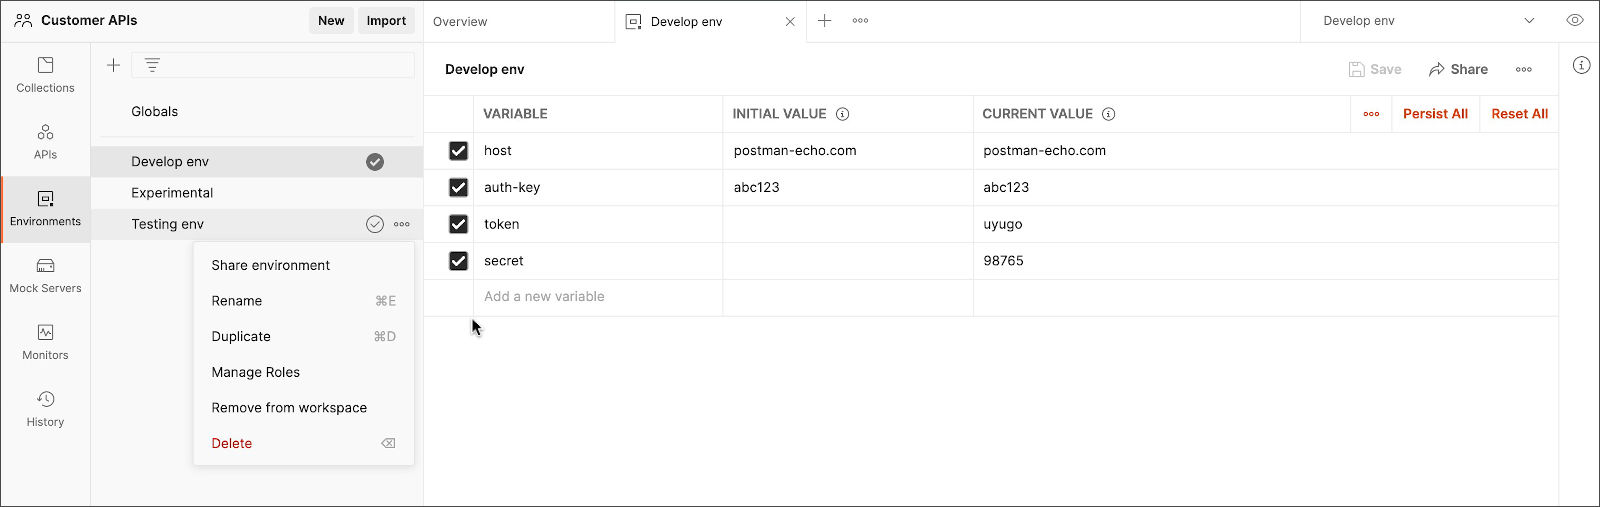 Customer APIs New Import Overview Develop env Develop env
Collections
APIs
Environments
Mock Servers
Monitors
History
Globals
Develop env
Experimental
Testing env
Share environment
Rename ⌘E
Duplicate ⌘D
Manage Roles
Remove from workspace
Delete
Develop env Save Share
VARIABLE INITIAL VALUE CURRENT VALUE Persist All Reset All
host postman-echo.com postman-echo.com
auth-key abc123 abc123
token uyugo
secret 98765
Add a new variable